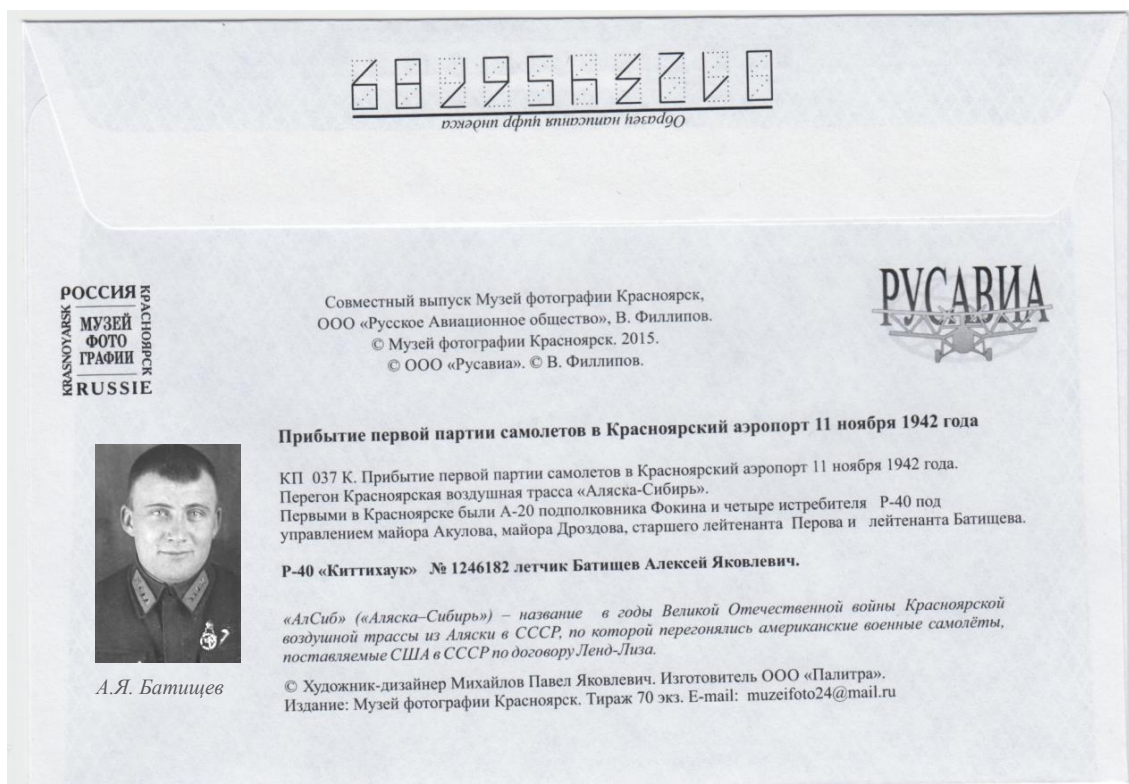 0123456789
Образец написания цифр индекса
РОССИЯ
КРАСНОЯРСК
KRASNOYARSK
МУЗЕЙ
ФОТО
ГРАФИИ
RUSSIE
Совместный выпуск Музей фотографии Красноярск,
ООО «Русское Авиационное общество», В. Филлипов.
© Музей фотографии Красноярск. 2015.
© ООО «Русавиа». © В. Филлипов.
РУСАВИА
Прибытие первой партии самолетов в Красноярский аэропорт 11 ноября 1942 года
КП 037 К. Прибытие первой партии самолетов в Красноярский аэропорт 11 ноября 1942 года.
Перегон Красноярская воздушная трасса «Аляска-Сибирь».
Первыми в Красноярске были А-20 подполковника Фокина и четыре истребителя Р-40 под
управлением майора Акулова, майора Дроздова, старшего лейтенанта Перова и лейтенанта Батищева.
Р-40 «Киттихаук» № 1246182 летчик Батищев Алексей Яковлевич.
«АлСиб» («Аляска–Сибирь») – название в годы Великой Отечественной войны Красноярской
воздушной трассы из Аляски в СССР, по которой перегонялись американские военные самолёты,
поставляемые США в СССР по договору Ленд-Лиза.
А.Я. Батищев
© Художник-дизайнер Михайлов Павел Яковлевич. Изготовитель ООО «Палитра».
Издание: Музей фотографии Красноярск. Тираж 70 экз. E-mail: muzeifoto24@mail.ru